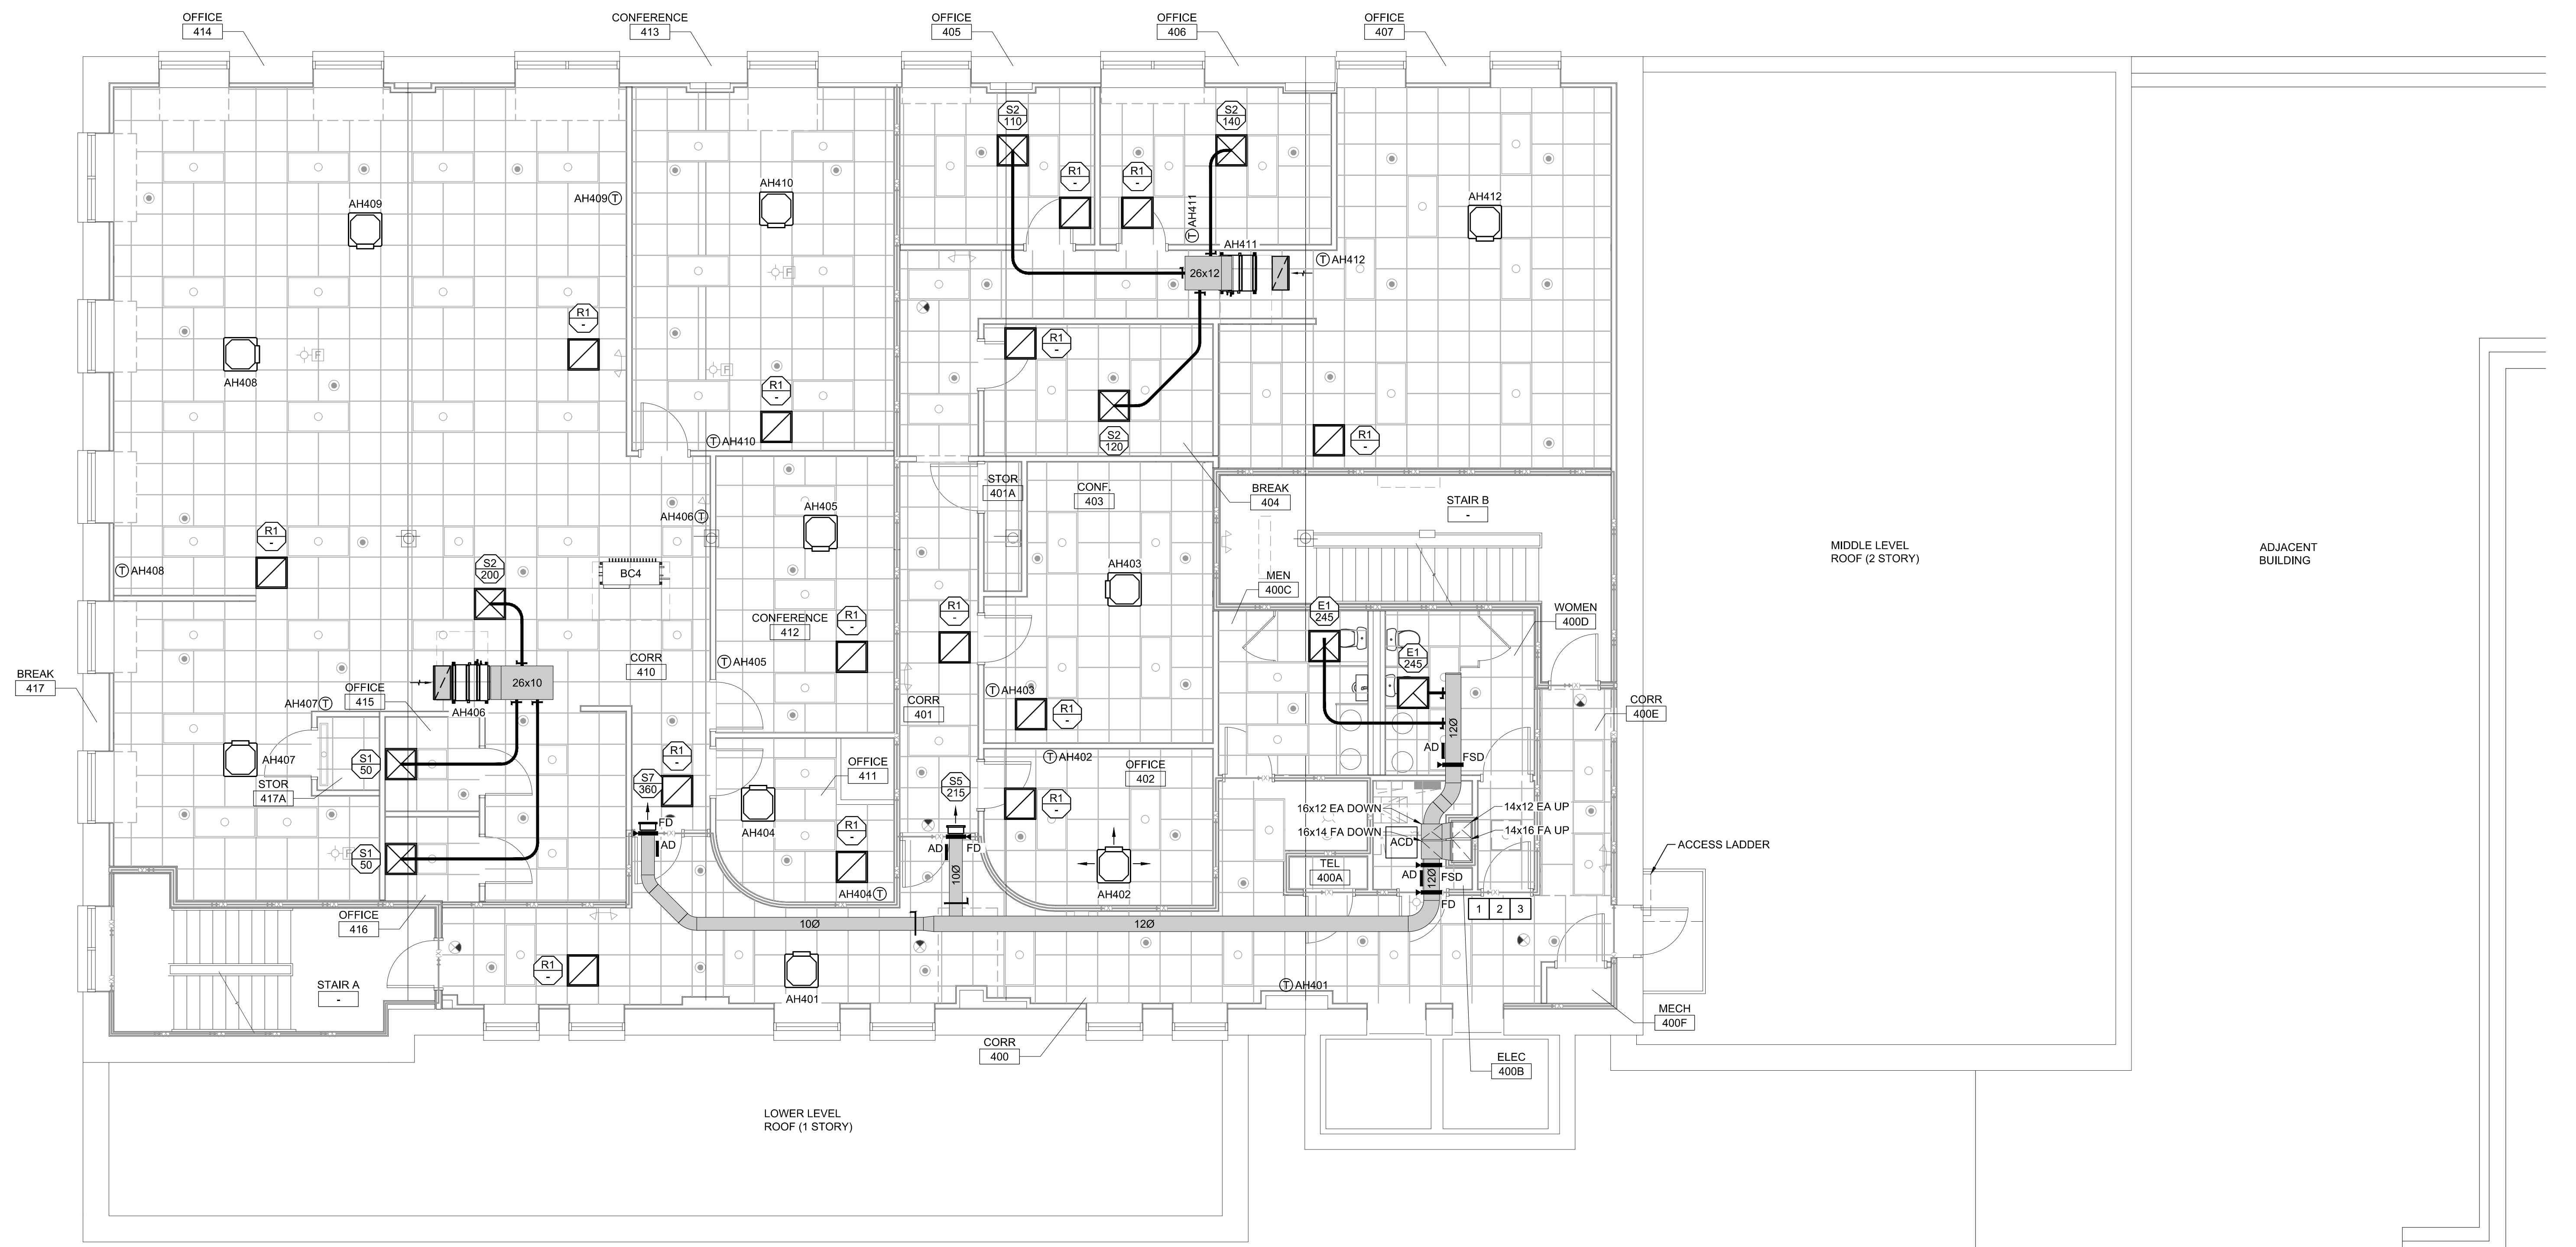 OFFICE
414
CONFERENCE
413
OFFICE
405
OFFICE
406
OFFICE
407
S2
110
S2
140
R1
-
R1
-
AH409
AH409 T
AH410
T AH411
AH411
26x12
T AH412
AH412
R1
-
AH408
F
F
F
R1
-
R1
-
T AH410
S2
120
R1
-
STOR
401A
CONF.
403
BREAK
404
STAIR B
-
AH405
AH406 T
T AH408
R1
-
S2
200
BC4
AH403
MEN
400C
WOMEN
400D
MIDDLE LEVEL
ROOF (2 STORY)
ADJACENT
BUILDING
CONFERENCE
412
R1
-
R1
-
E1
245
E1
245
BREAK
417
CORR
410
T AH405
OFFICE
415
26x10
AH406
AH407 T
T AH403
R1
-
CORR
401
CORR
400E
12Ø
AD
FSD
AH407
S1
50
STOR
417A
R1
-
S7
360
FD
AD
OFFICE
411
AH404
R1
-
AH404 T
S5
215
AD
FD
10Ø
T AH402
OFFICE
402
R1
-
AH402
16x12 EA DOWN
16x14 FA DOWN
14x12 EA UP
14x16 FA UP
ACD
TEL
400A
AD
12Ø
FSD
FD
1 2 3
ACCESS LADDER
F
S1
50
OFFICE
416
10Ø
12Ø
STAIR A
-
R1
-
AH401
T AH401
CORR
400
MECH
400F
ELEC
400B
LOWER LEVEL
ROOF (1 STORY)